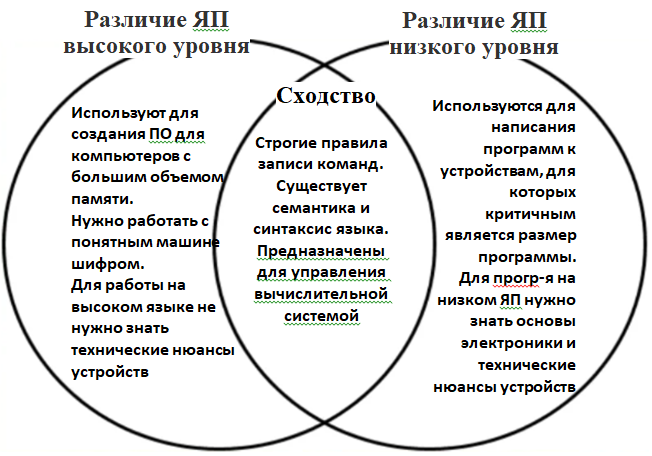 Различие ЯП
высокого уровня
Различие ЯП
низкого уровня
Используют для
создания ПО для
компьютеров с
большим объемом
памяти.
Нужно работать с
понятным машине
шифром.
Для работы на
высоком языке не
нужно знать
технические нюансы
устройств
Сходство
Строгие правила
записи команд.
Существует
семантика и
синтаксис языка.
Предназначены
для управления
вычислительной
системой
Используются для
написания
программ к
устройствам, для
которых
критичным
является размер
программы.
Для прогр-я на
низком ЯП нужно
знать основы
электроники и
технические
нюансы устройств